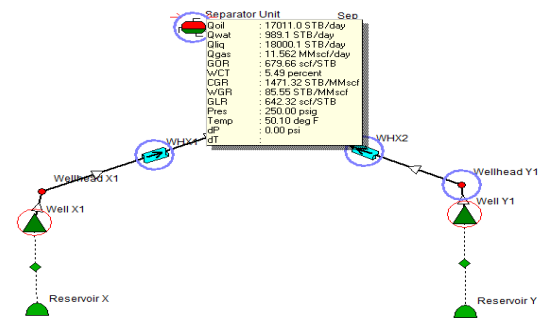 Separator Unit Sep
Qoil : 17011.0 STB/day
Qwat : 989.1 STB/day
Qliq : 18000.1 STB/day
Qgas : 11.562 MMscf/day
GOR : 679.66 scf/STB
WCT : 5.49 percent
CGR : 1471.32 STB/MMscf
WGR : 85.55 STB/MMscf
GLR : 642.32 scf/STB
Pres : 250.00 psig
Temp : 50.10 deg F
dP : 0.00 psi
dT :
WHX1
WHX2
Wellhead X1
Wellhead Y1
Well X1
Well Y1
Reservoir X
Reservoir Y